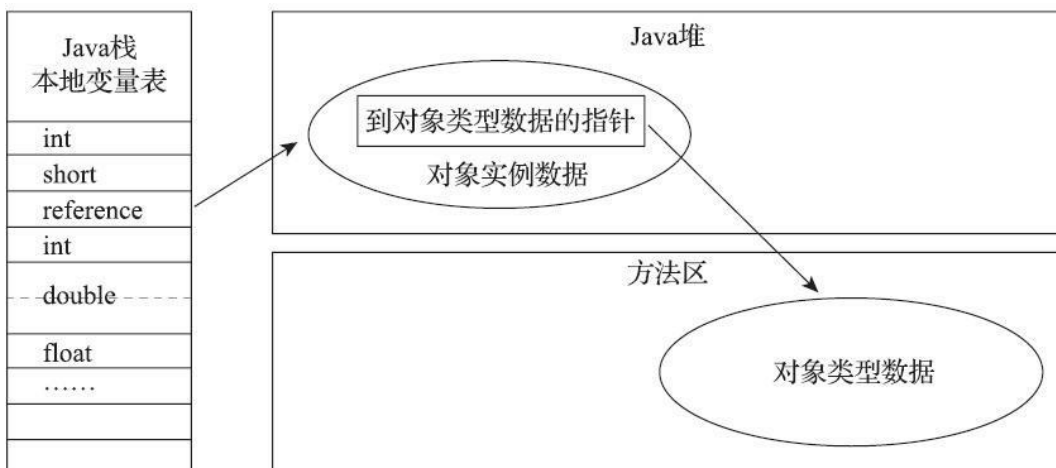 Java栈
本地变量表
int
short
reference
int
double
float
……
Java堆
到对象类型数据的指针
对象实例数据
方法区
对象类型数据